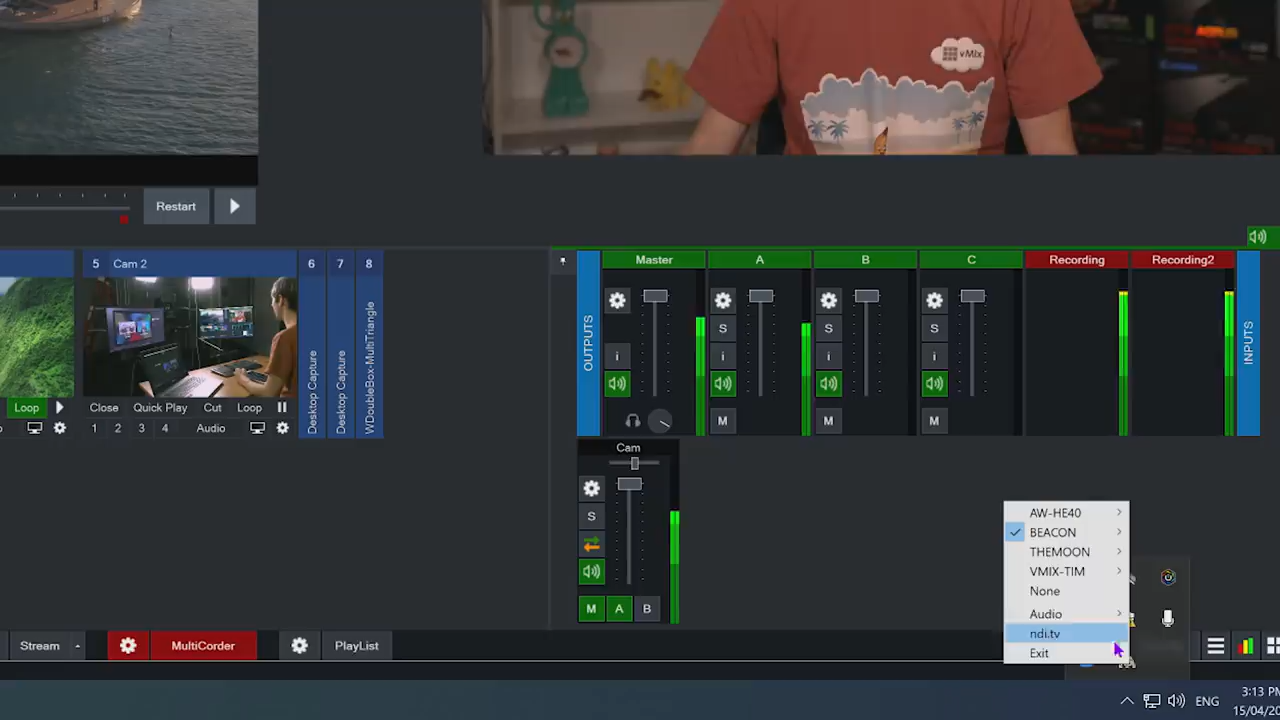 vMix
Restart
5 Cam 2 6 7 8
Desktop Capture
Desktop Capture
WDoubleBox-MultiTriangle
Loop Close Quick Play Cut Loop
1 2 3 4 Audio
OUTPUTS
Master A B C Recording Recording2
INPUTS
S S S
i i i i
M M M
Cam
S
M A B
AW-HE40
BEACON
THEMOON
VMIX-TIM
None
Audio
ndi.tv
Exit
Stream MultiCorder PlayList
ENG
3:13 PM
15/04/20